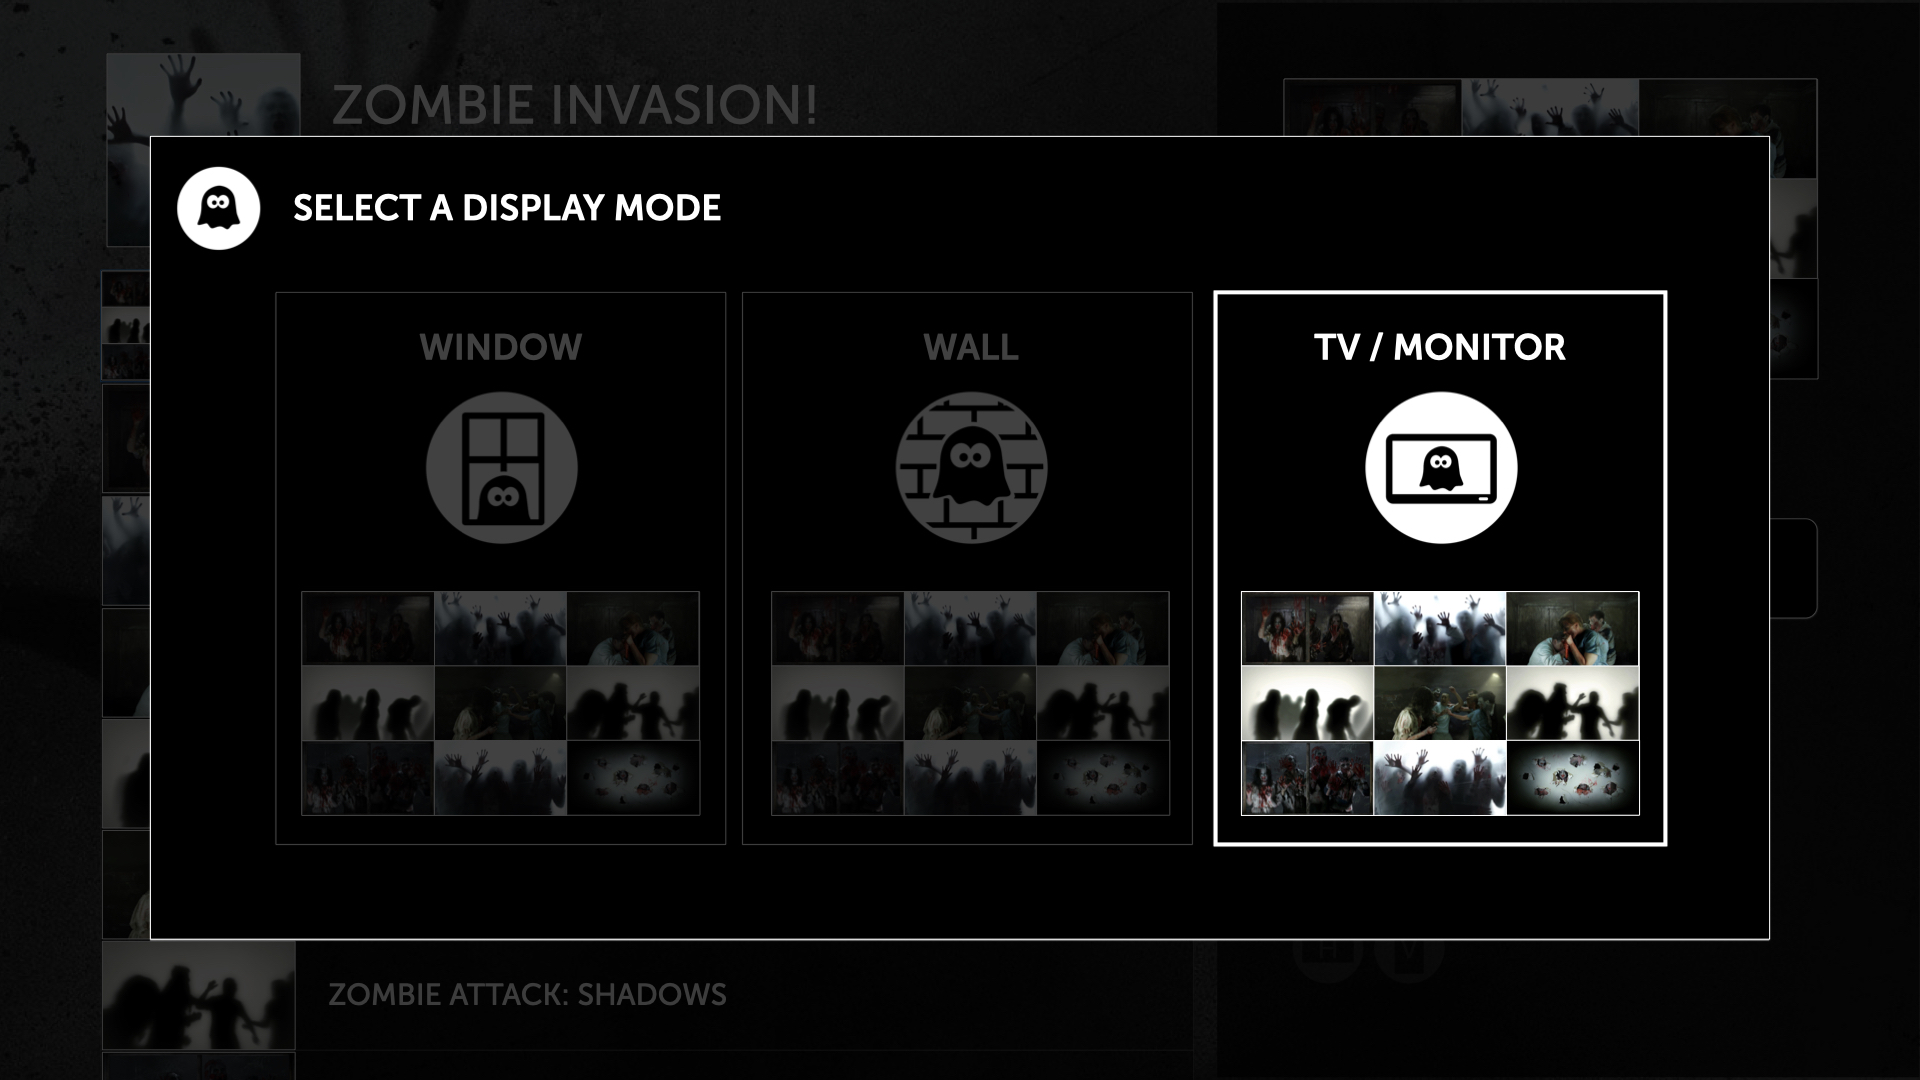 ZOMBIE INVASION!
SELECT A DISPLAY MODE
WINDOW
WALL
TV / MONITOR
ZOMBIE ATTACK: SHADOWS